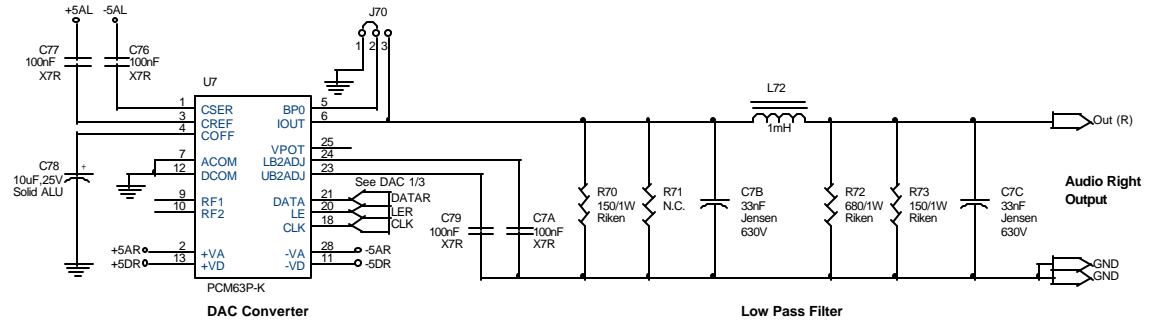 +5AL -5AL
J70
1 2 3
C77
100nF
X7R
C76
100nF
X7R
U7
1 CSER
3 CREF
4 COFF
7 ACOM
12 DCOM
9 RF1
10 RF2
+5AR 2 +VA
+5DR 13 +VD
BP0 5
IOUT 6
VPOT 25
LB2ADJ 24
UB2ADJ 23
DATA 21
LE 20
CLK 18
-VA 28 -5AR
-VD 11 -5DR
PCM63P-K
C78
+
10uF,25V
Solid ALU
See DAC 1/3
DATAR
LER
CLK
C79
100nF
X7R
C7A
100nF
X7R
R70
150/1W
Riken
R71
N.C.
C7B
33nF
Jensen
630V
L72
1mH
R72
680/1W
Riken
R73
150/1W
Riken
C7C
33nF
Jensen
630V
Out (R)
Audio Right
Output
GND
GND
DAC Converter
Low Pass Filter